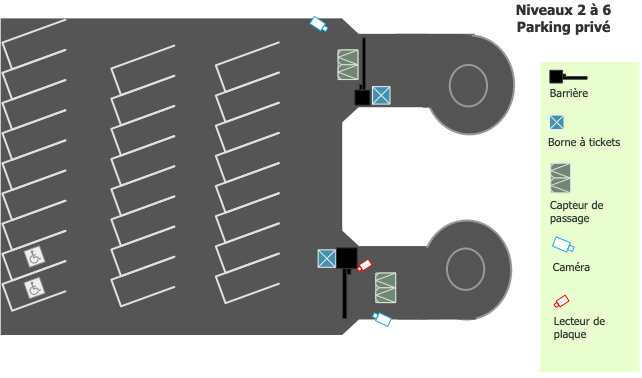 Niveaux 2 à 6
Parking privé
Barrière
Borne à tickets
Capteur de
passage
Caméra
Lecteur de
plaque